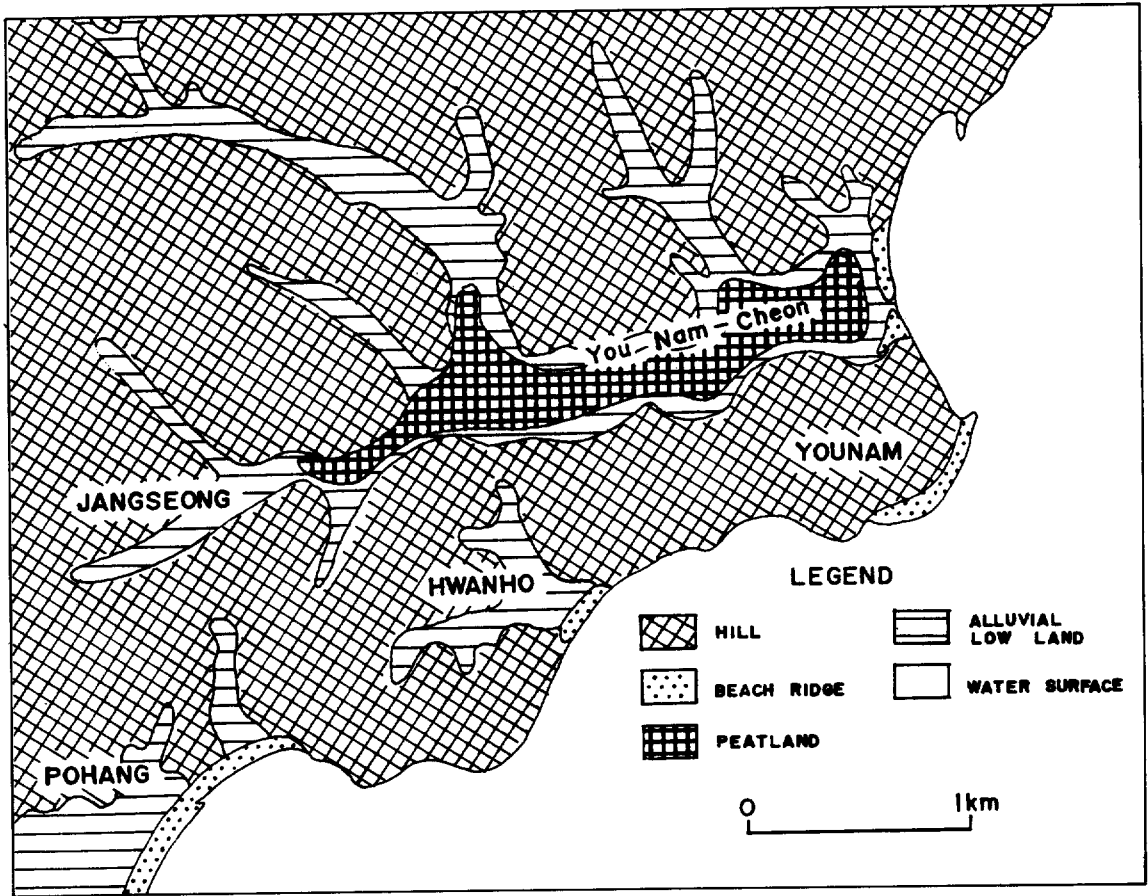 You-Nam-Cheon
YOUNAM
JANGSEONG
HWANHO
POHANG
LEGEND
HILL
ALLUVIAL
LOW LAND
BEACH RIDGE
WATER SURFACE
PEATLAND
0 1km